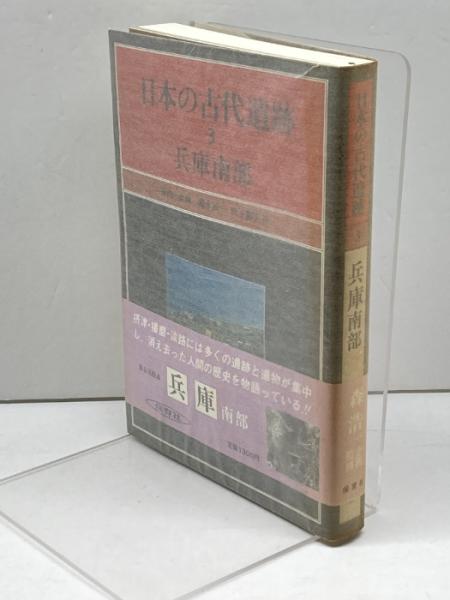 日本の古代遺跡
3
兵庫南部
摂津・播磨・淡路には多くの遺跡と遺物が集中
し、消え去った人間の歴史を物語っている!!
兵庫
南部
定価1300円
日本の古代遺跡
3
兵庫南部
森浩一
保育社